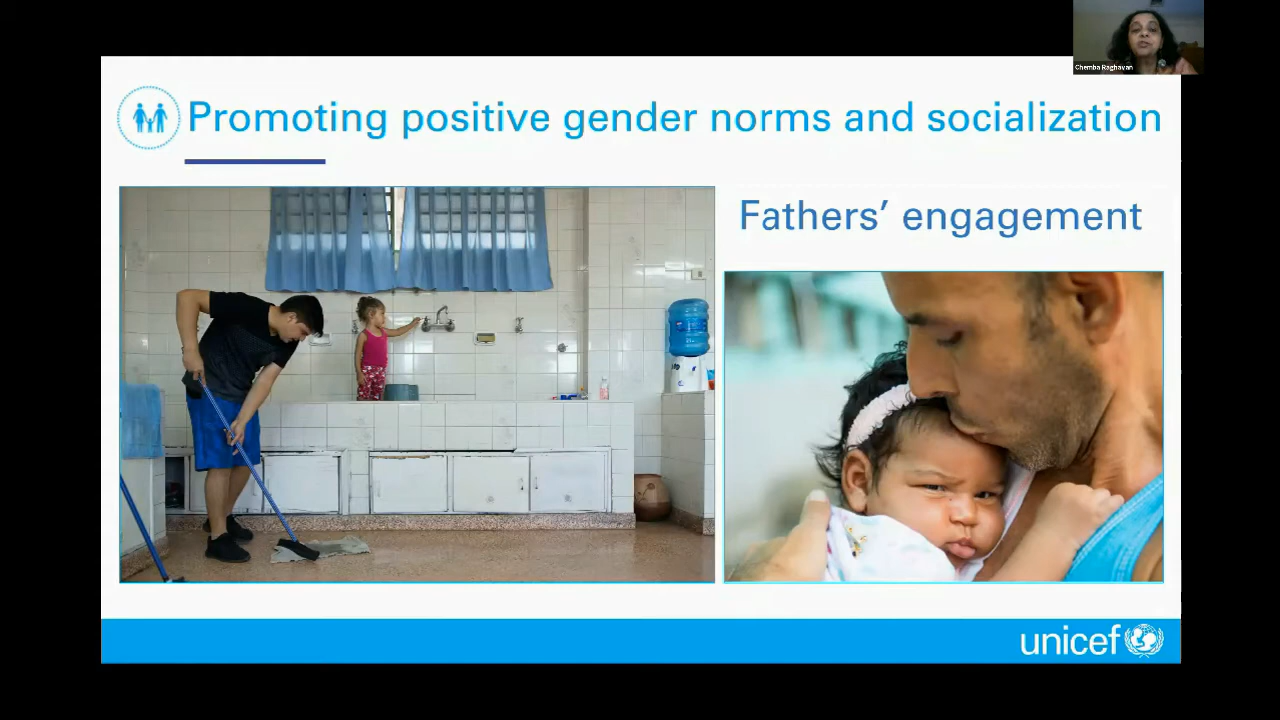 Chemba Raghavan
Promoting positive gender norms and socialization
Fathers’ engagement
unicef